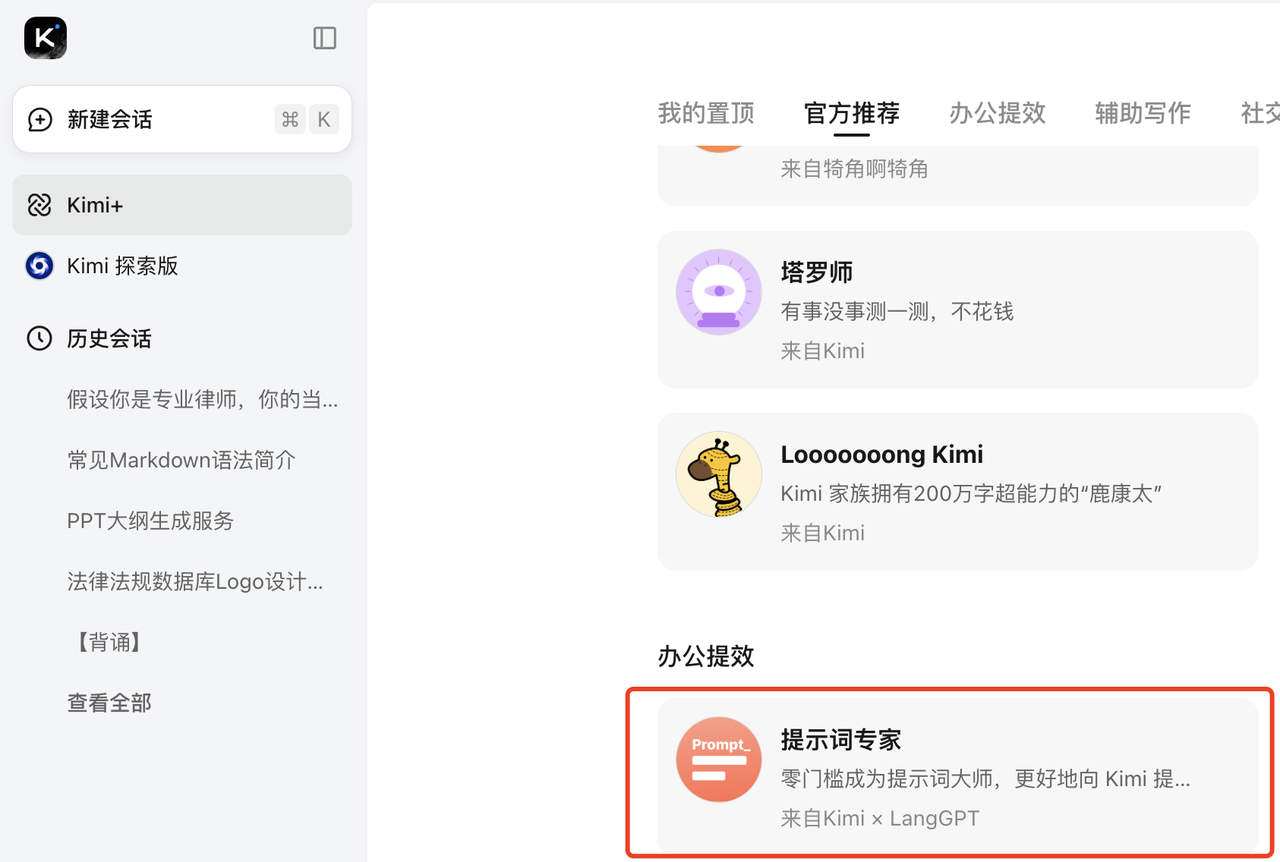 K
新建会话
⌘ K
Kimi+
Kimi 探索版
历史会话
假设你是专业律师，你的当...
常见Markdown语法简介
PPT大纲生成服务
法律法规数据库Logo设计...
【背诵】
查看全部
我的置顶 官方推荐 办公提效 辅助写作 社交
来自犄角啊犄角
塔罗师
有事没事测一测，不花钱
来自Kimi
Looooooong Kimi
Kimi 家族拥有200万字超能力的“鹿康太”
来自Kimi
办公提效
Prompt_
提示词专家
零门槛成为提示词大师，更好地向 Kimi 提...
来自Kimi × LangGPT